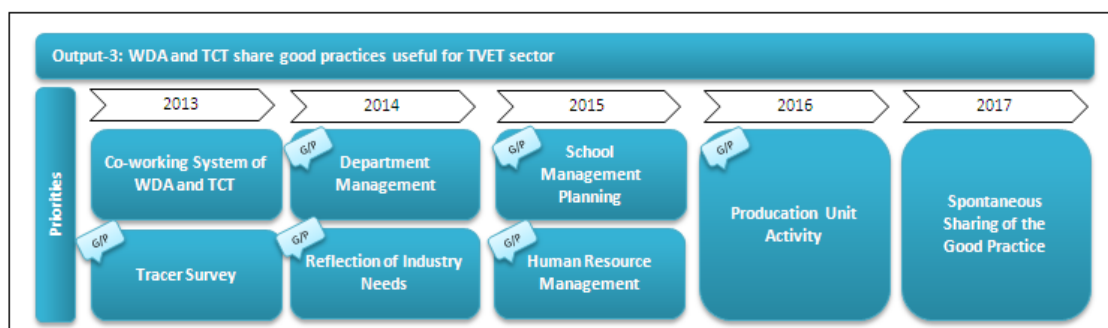 Output-3: WDA and TCT share good practices useful for TVET sector
Priorities
2013
2014
2015
2016
2017
Co-working System of
WDA and TCT
G/P
Department
Management
G/P
School
Management
Planning
G/P
Producation Unit
Activity
Spontaneous
Sharing of the
Good Practice
G/P
Tracer Survey
G/P
Reflection of Industry
Needs
G/P
Human Resource
Management